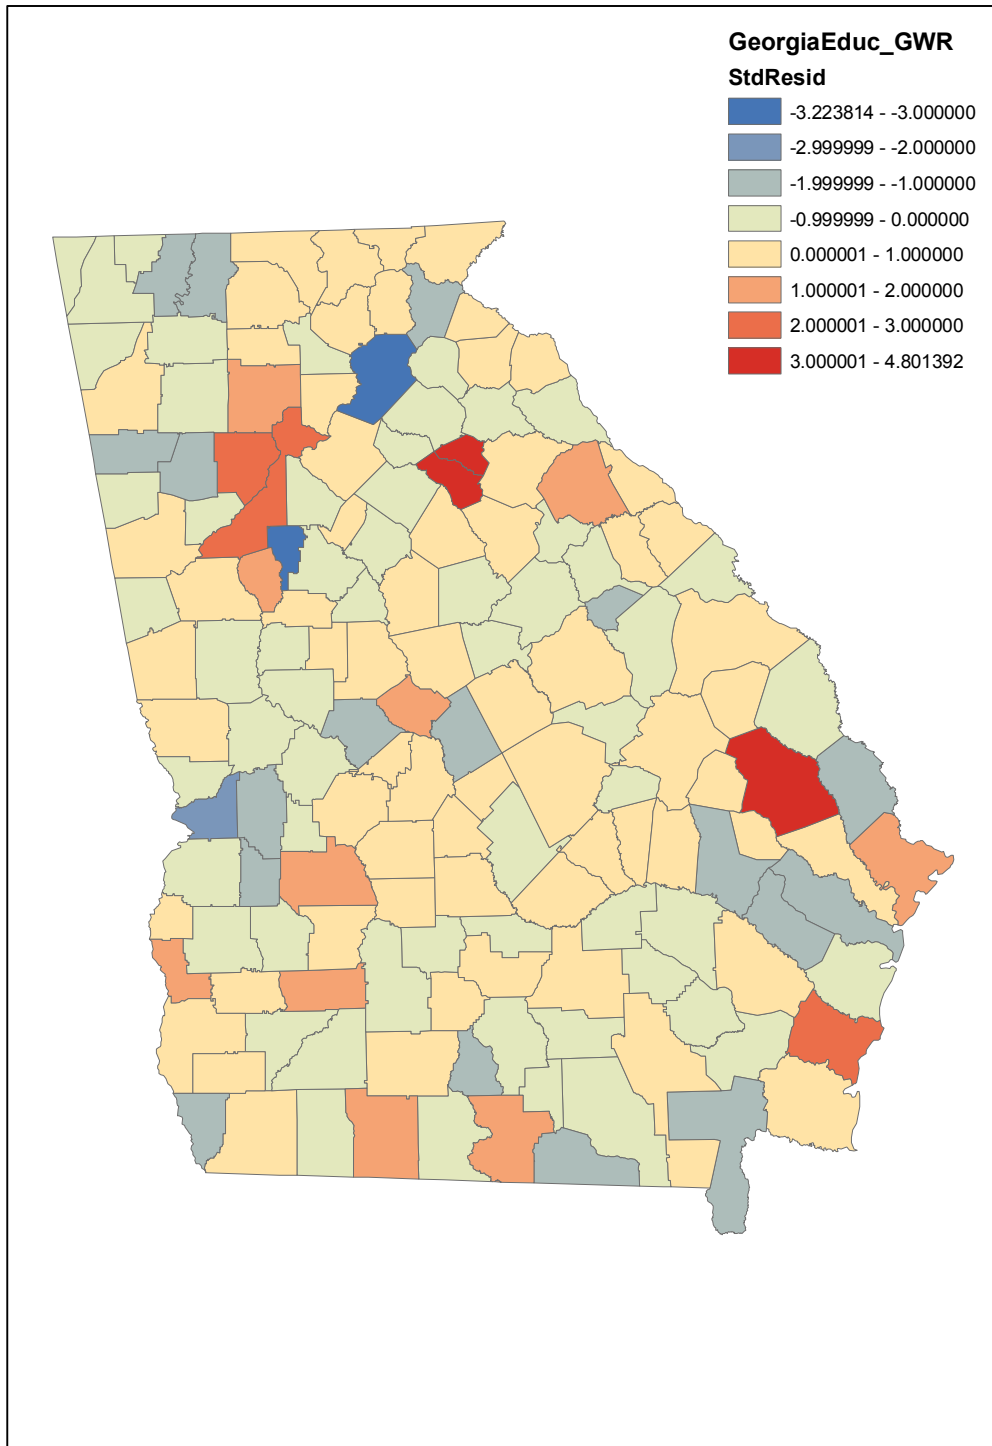 GeorgiaEduc_GWR
StdResid
-3.223814 - -3.000000
-2.999999 - -2.000000
-1.999999 - -1.000000
-0.999999 - 0.000000
0.000001 - 1.000000
1.000001 - 2.000000
2.000001 - 3.000000
3.000001 - 4.801392